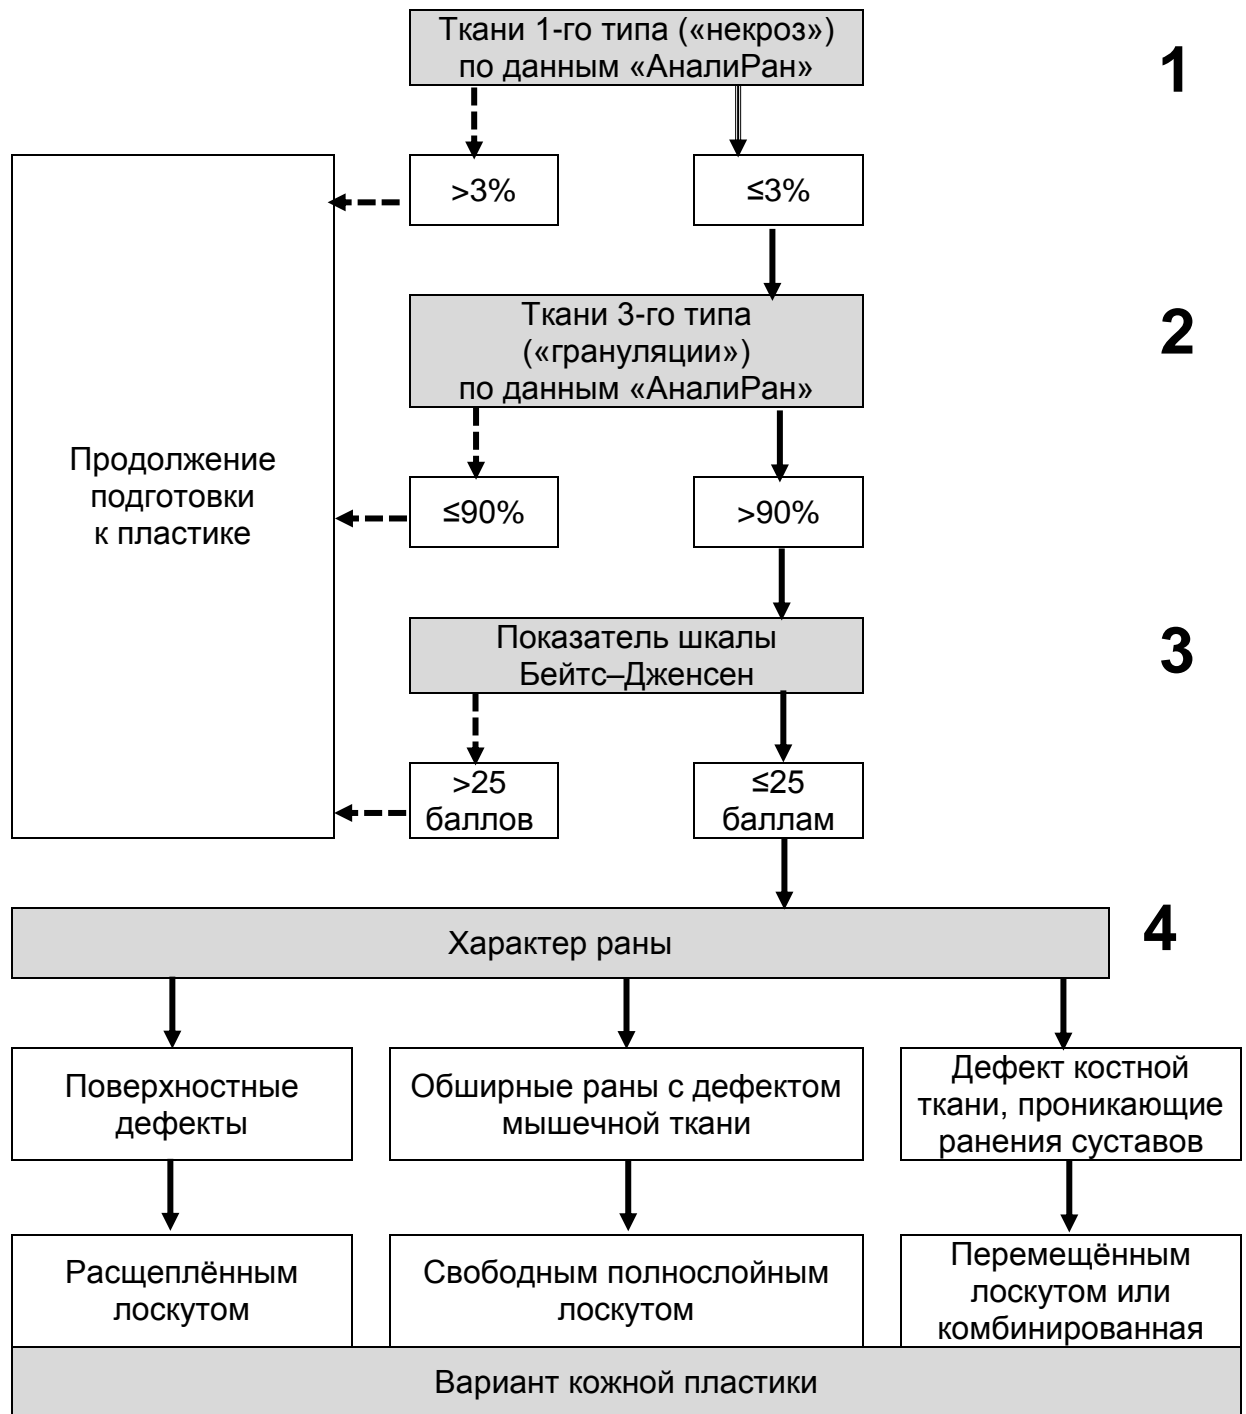 Ткани 1-го типа («некроз»)
по данным «АналиРан»
1
>3%
≤3%
Ткани 3-го типа
(«грануляции»)
по данным «АналиРан»
2
Продолжение
подготовки
к пластике
≤90%
>90%
Показатель шкалы
Бейтс–Дженсен
3
>25
баллов
≤25
баллам
Характер раны
4
Поверхностные
дефекты
Обширные раны с дефектом
мышечной ткани
Дефект костной
ткани, проникающие
ранения суставов
Расщеплённым
лоскутом
Свободным полнослойным
лоскутом
Перемещённым
лоскутом или
комбинированная
Вариант кожной пластики